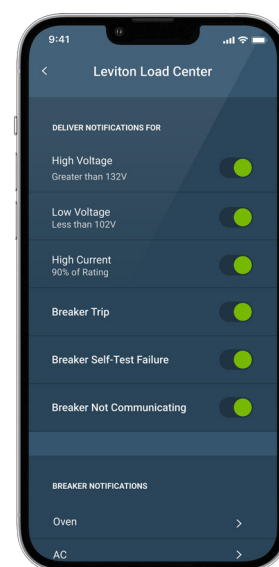 9:41
Leviton Load Center
DELIVER NOTIFICATIONS FOR
High Voltage
Greater than 132V
Low Voltage
Less than 102V
High Current
90% of Rating
Breaker Trip
Breaker Self-Test Failure
Breaker Not Communicating
BREAKER NOTIFICATIONS
Oven
AC